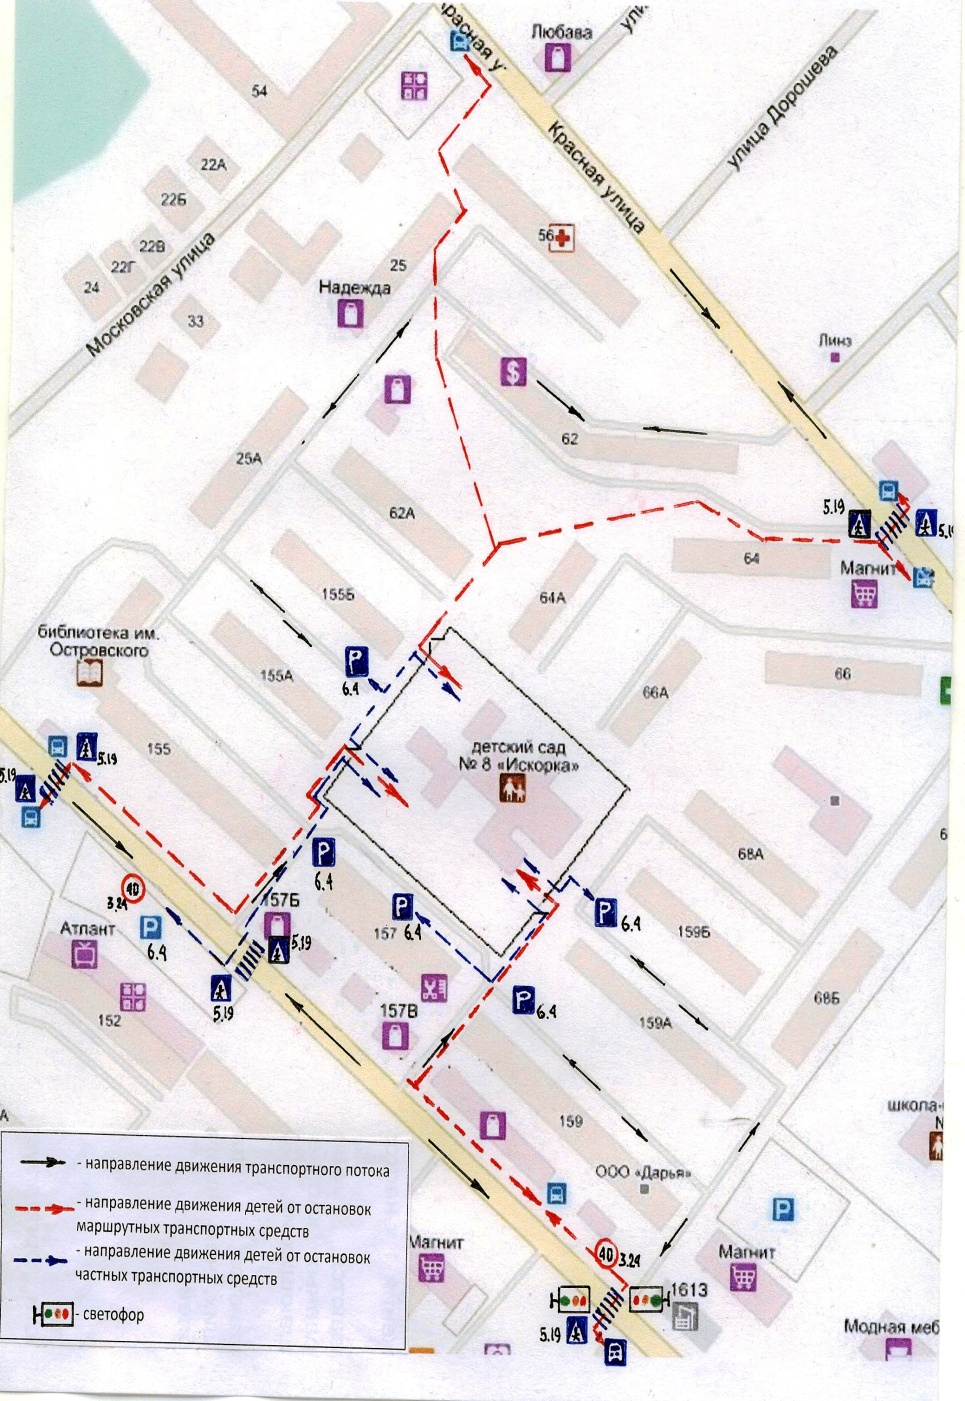 Любава
54
улица Дорошева
Красная улица
22А
22Б
22В
22Г
24
Московская улица
33
56
25
Надежда
Линз
$
62
25А
62А
5.19
64
Магнит
155Б
64А
библиотека им.
Островского
155А
P
6.4
66
66А
155
5.19
5.19
детский сад
№ 8 «Искорка»
40
3.24
P
6.4
68А
157Б
P
6.4
Атлант
P
6.4
157
P
6.4
159Б
5.19
5.19
152
157В
P
6.4
159А
68Б
159
школа-
- направление движения транспортного потока
- направление движения детей от остановок
маршрутных транспортных средств
- направление движения детей от остановок
частных транспортных средств
- светофор
ООО «Дарья»
P
Магнит
40
3.24
Магнит
1613
5.19
Модная меб